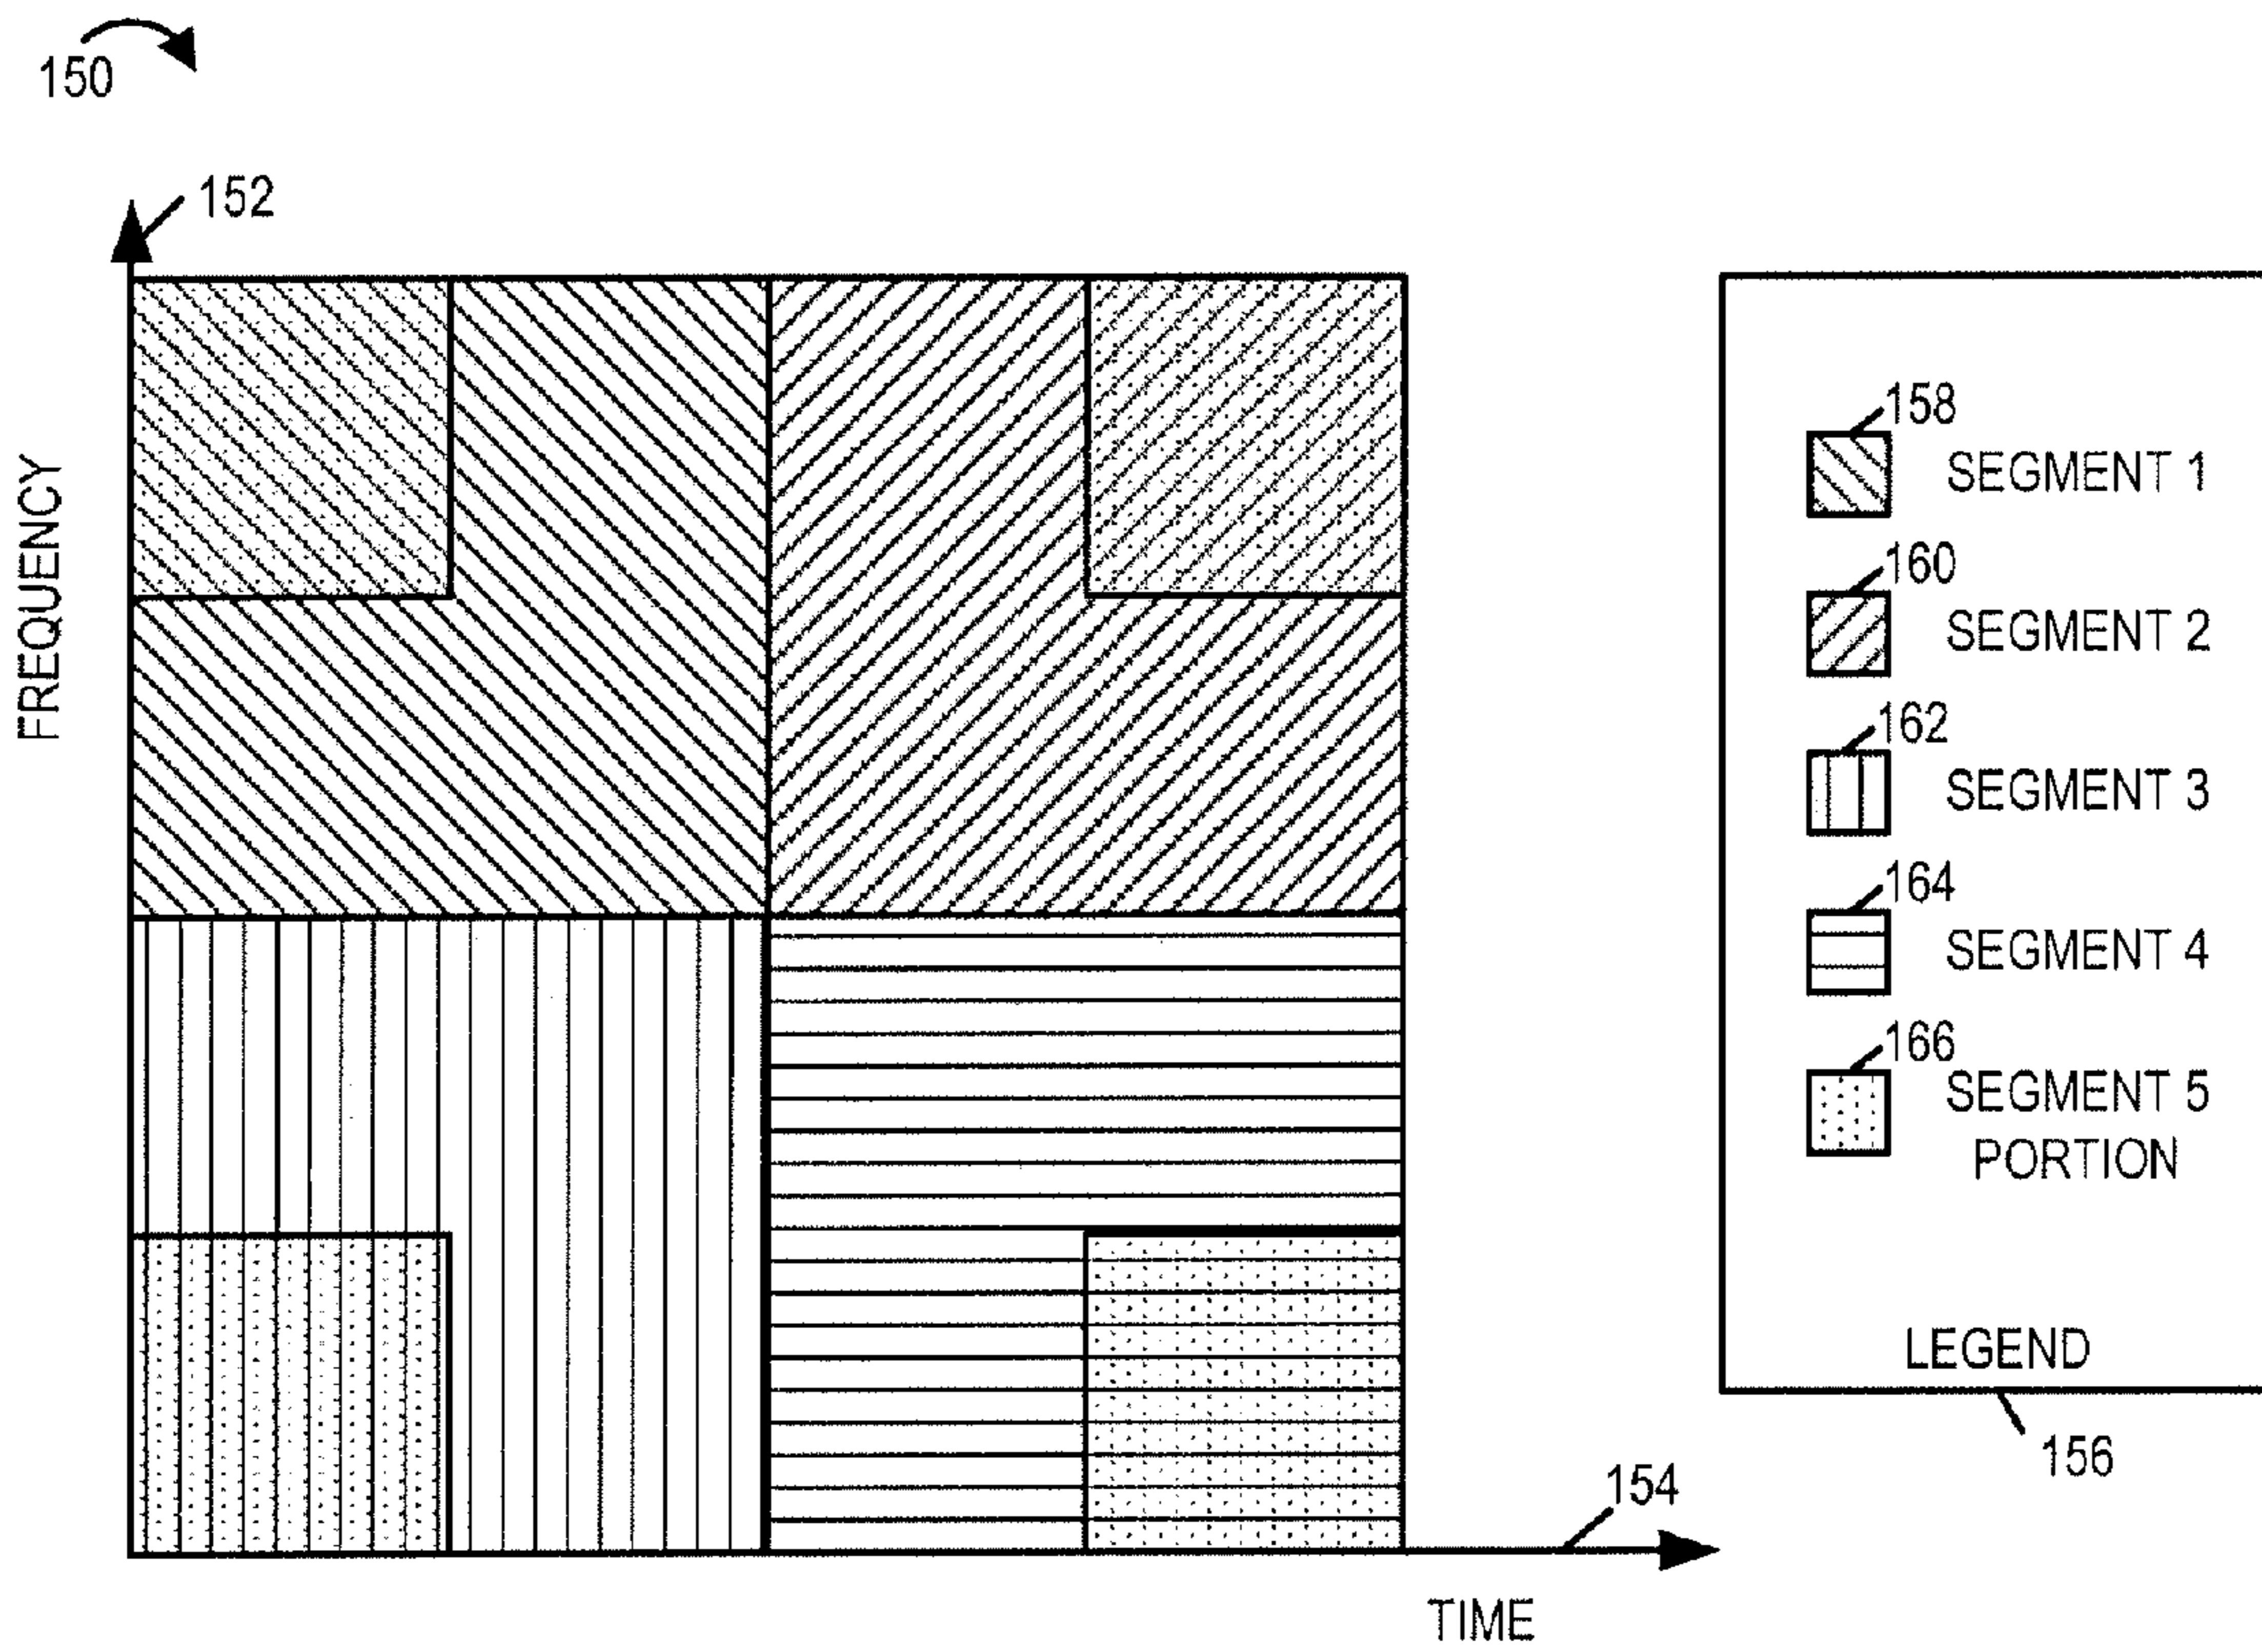 150
152
FREQUENCY
158
SEGMENT 1
160
SEGMENT 2
162
SEGMENT 3
164
SEGMENT 4
166
SEGMENT 5
PORTION
LEGEND
156
154
TIME